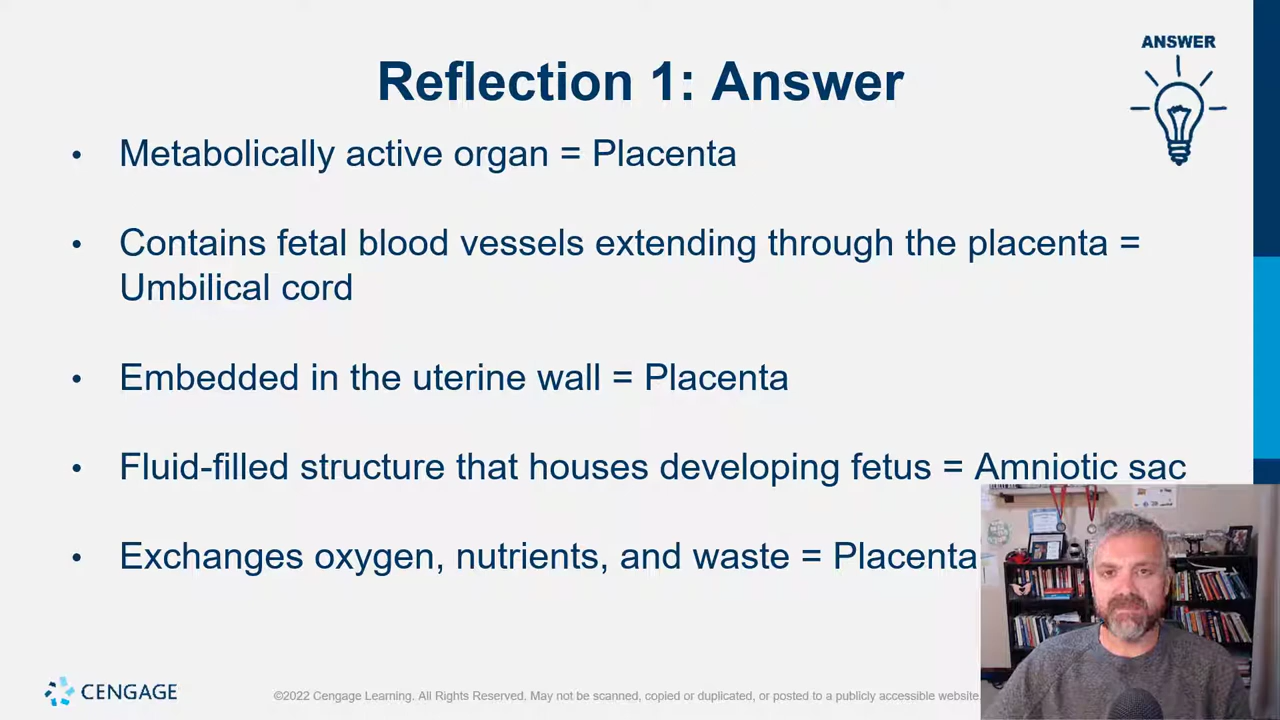 ANSWER
Reflection 1: Answer
• Metabolically active organ = Placenta
• Contains fetal blood vessels extending through the placenta =
Umbilical cord
• Embedded in the uterine wall = Placenta
• Fluid-filled structure that houses developing fetus = Amniotic sac
• Exchanges oxygen, nutrients, and waste = Placenta
CENGAGE
©2022 Cengage Learning. All Rights Reserved. May not be scanned, copied or duplicated, or posted to a publicly accessible website